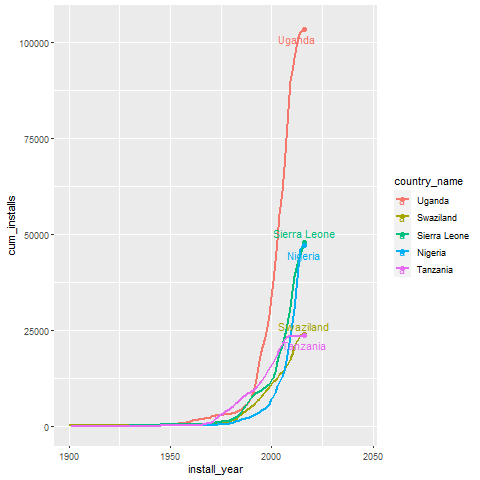 100000
75000
50000
25000
0
cum_installs
1900
1950
2000
2050
install_year
Uganda
Sierra Leone
Nigeria
Swaziland
Tanzania
country_name
Uganda
Swaziland
Sierra Leone
Nigeria
Tanzania